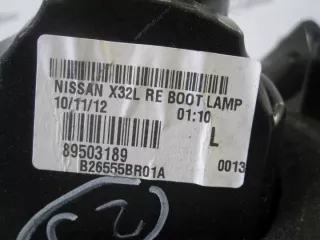 NISSAN X32L RE BOOT LAMP
10/11/12 01:10
L
89503189 0013
B26555BR01A